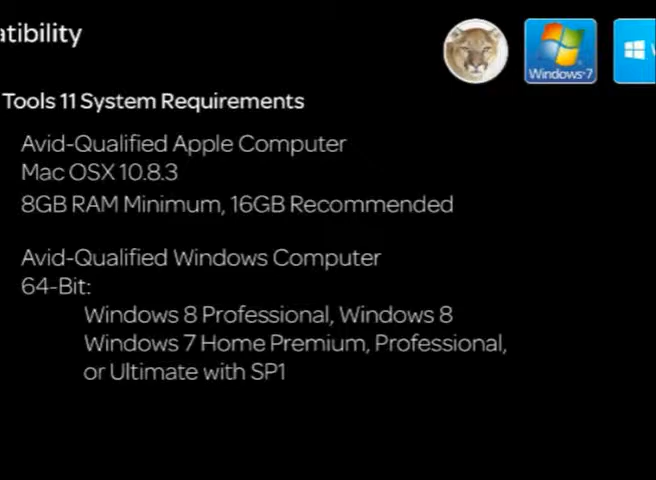 atibility
Windows 7
Tools 11 System Requirements
Avid-Qualified Apple Computer
Mac OSX 10.8.3
8GB RAM Minimum, 16GB Recommended
Avid-Qualified Windows Computer
64-Bit:
Windows 8 Professional, Windows 8
Windows 7 Home Premium, Professional,
or Ultimate with SP1